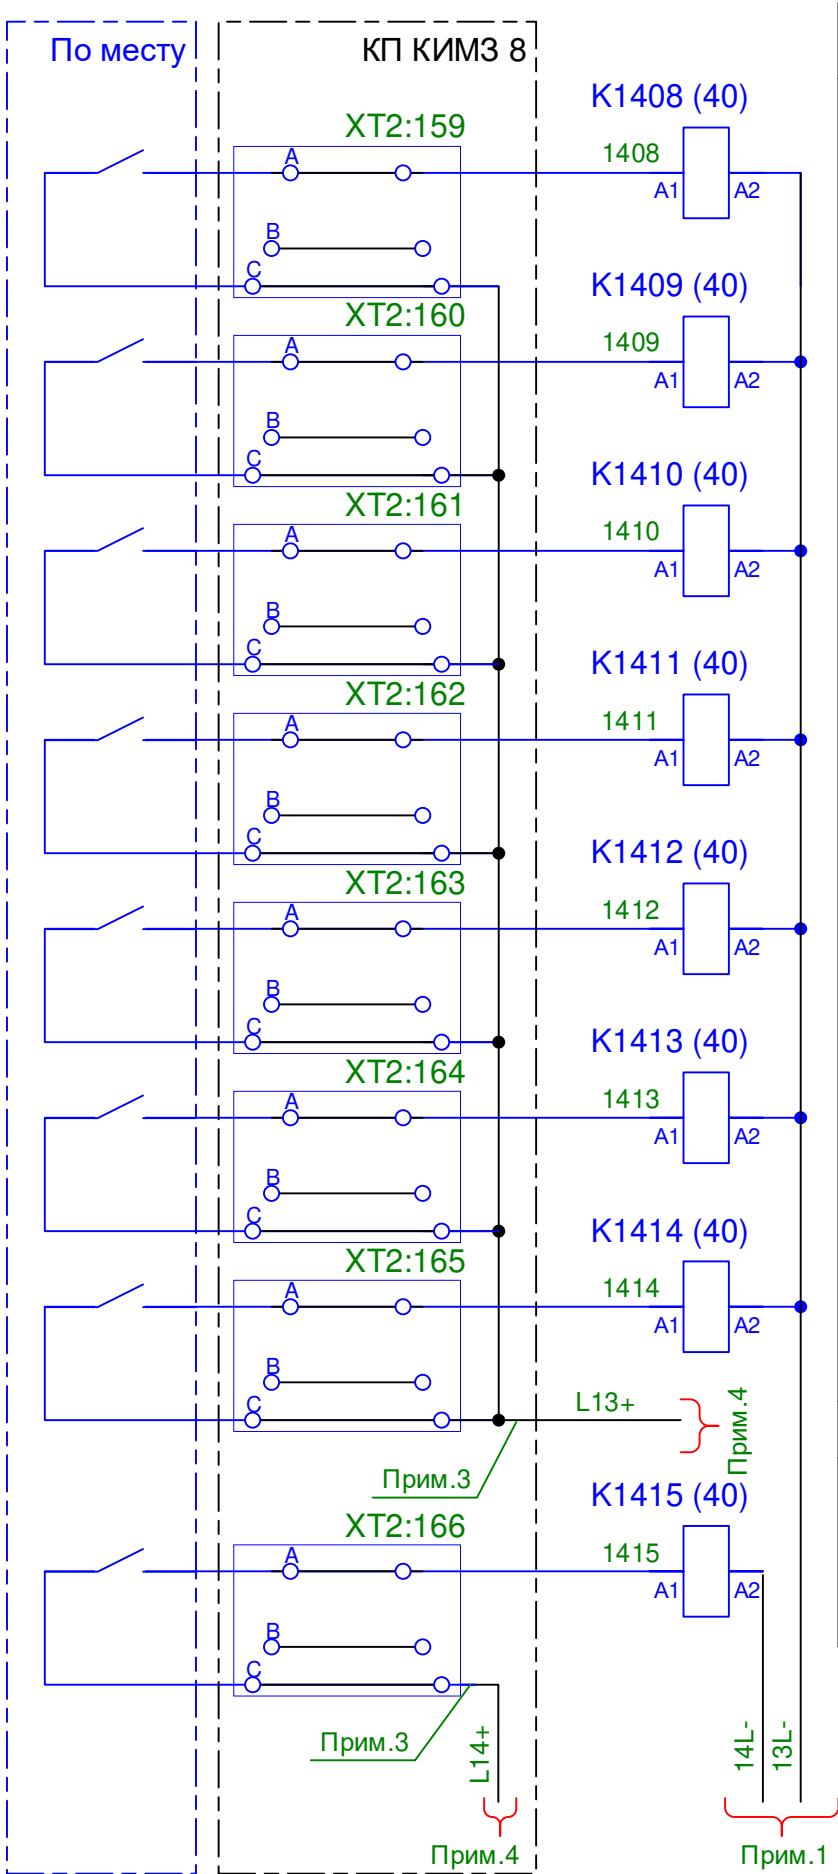 По месту
КП КИМЗ 8
K1408 (40)
XT2:159
1408
A
A1
A2
B
C
K1409 (40)
XT2:160
1409
A
A1
A2
B
C
K1410 (40)
XT2:161
1410
A
A1
A2
B
C
K1411 (40)
XT2:162
1411
A
A1
A2
B
C
K1412 (40)
XT2:163
1412
A
A1
A2
B
C
K1413 (40)
XT2:164
1413
A
A1
A2
B
C
K1414 (40)
XT2:165
1414
A
A1
A2
B
C
L13+
Прим.4
Прим.3
K1415 (40)
XT2:166
1415
A
A1
A2
B
C
Прим.3
L14+
14L-
13L-
Прим.4
Прим.1